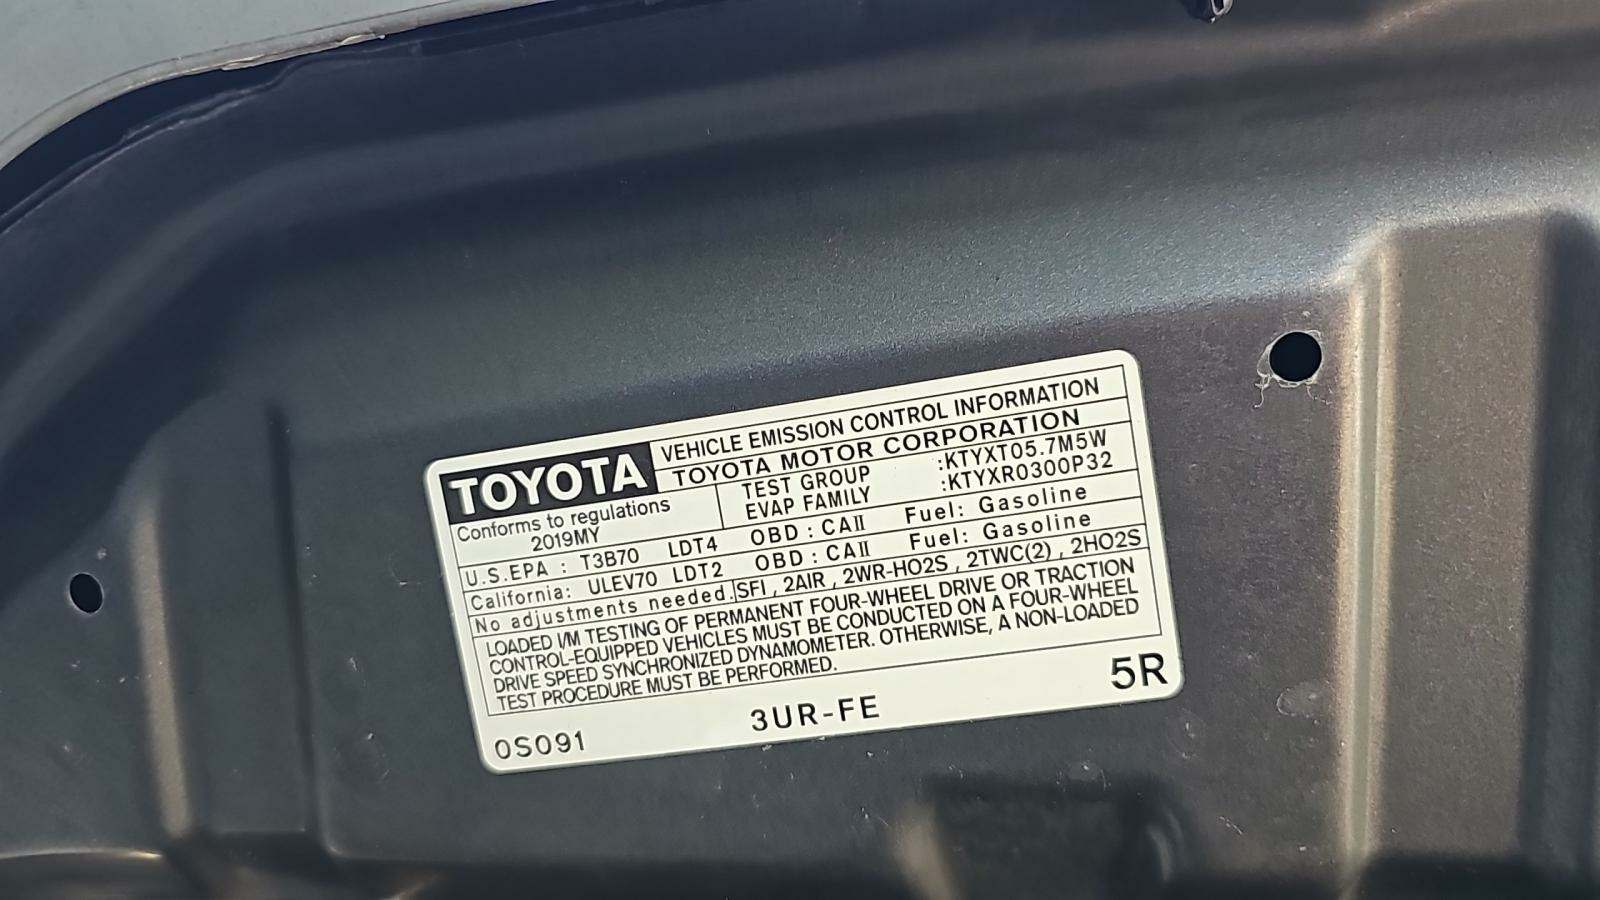 TOYOTA
VEHICLE EMISSION CONTROL INFORMATION
TOYOTA MOTOR CORPORATION
Conforms to regulations
2019MY
TEST GROUP :KTYXT05.7M5W
EVAP FAMILY :KTYXR0300P32
U.S.EPA : T3B70 LDT4 OBD : CAII Fuel: Gasoline
California: ULEV70 LDT2 OBD : CAII Fuel: Gasoline
No adjustments needed. SFI , 2AIR , 2WR-HO2S , 2TWC(2) , 2HO2S
LOADED I/M TESTING OF PERMANENT FOUR-WHEEL DRIVE OR TRACTION
CONTROL-EQUIPPED VEHICLES MUST BE CONDUCTED ON A FOUR-WHEEL
DRIVE SPEED SYNCHRONIZED DYNAMOMETER. OTHERWISE, A NON-LOADED
TEST PROCEDURE MUST BE PERFORMED.
0S091 3UR-FE 5R